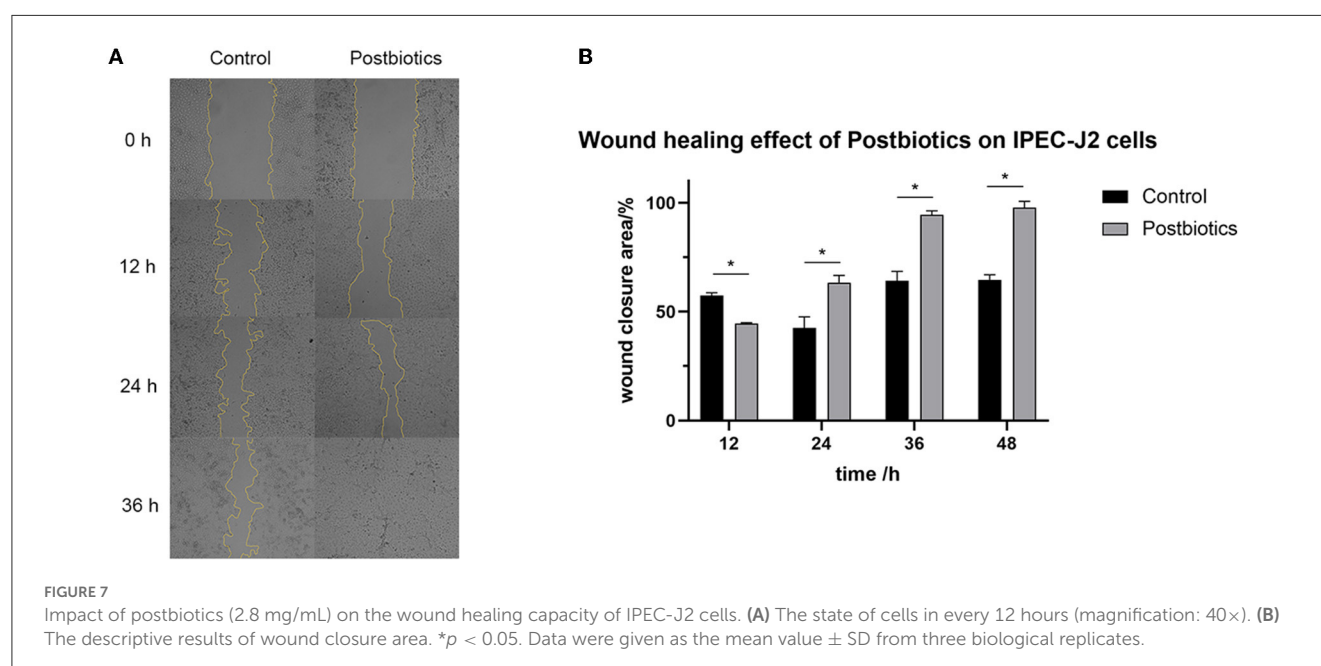 A
Control
Postbiotics
0 h
12 h
24 h
36 h
B
Wound healing effect of Postbiotics on IPEC-J2 cells
wound closure area/%
100
50
0
*
*
*
*
12
24
36
48
time /h
Control
Postbiotics
FIGURE 7
Impact of postbiotics (2.8 mg/mL) on the wound healing capacity of IPEC-J2 cells. (A) The state of cells in every 12 hours (magnification: 40×). (B)
The descriptive results of wound closure area. *p < 0.05. Data were given as the mean value ± SD from three biological replicates.